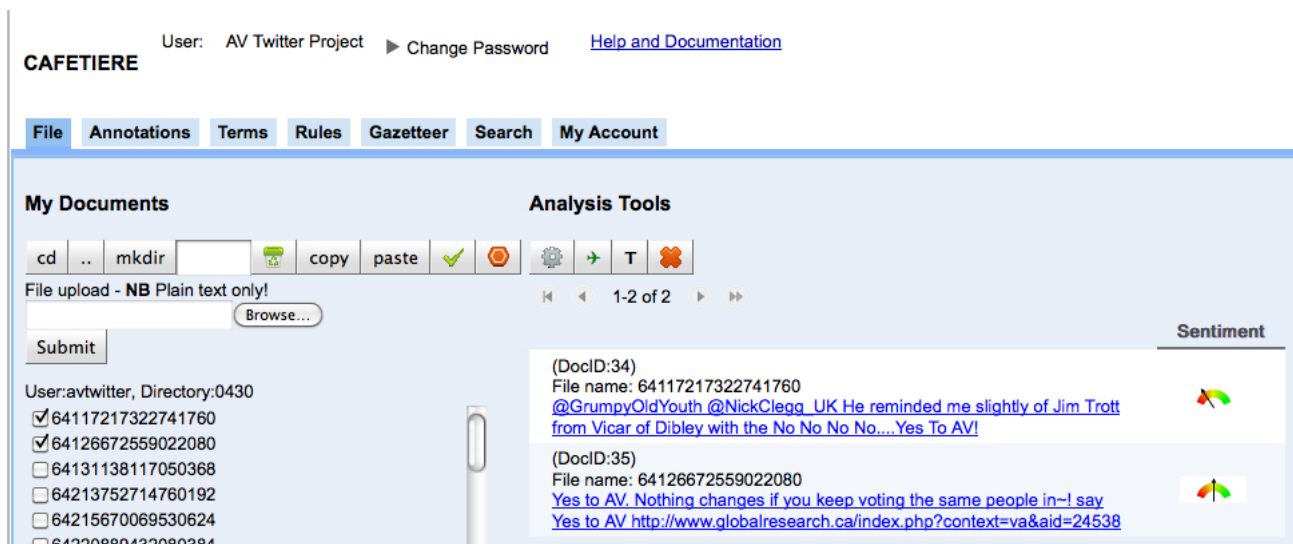 User: AV Twitter Project Change Password Help and Documentation
CAFETIERE
File Annotations Terms Rules Gazetteer Search My Account
My Documents
cd .. mkdir copy paste
File upload - NB Plain text only!
Browse...
Submit
User:avtwitter, Directory:0430
64117217322741760
64126672559022080
64131138117050368
64213752714760192
64215670069530624
64220889432080384
Analysis Tools
T
1-2 of 2
Sentiment
(DocID:34)
File name: 64117217322741760
@GrumpyOldYouth @NickClegg_UK He reminded me slightly of Jim Trott
from Vicar of Dibley with the No No No No....Yes To AV!
(DocID:35)
File name: 64126672559022080
Yes to AV. Nothing changes if you keep voting the same people in~! say
Yes to AV http://www.globalresearch.ca/index.php?context=va&aid=24538